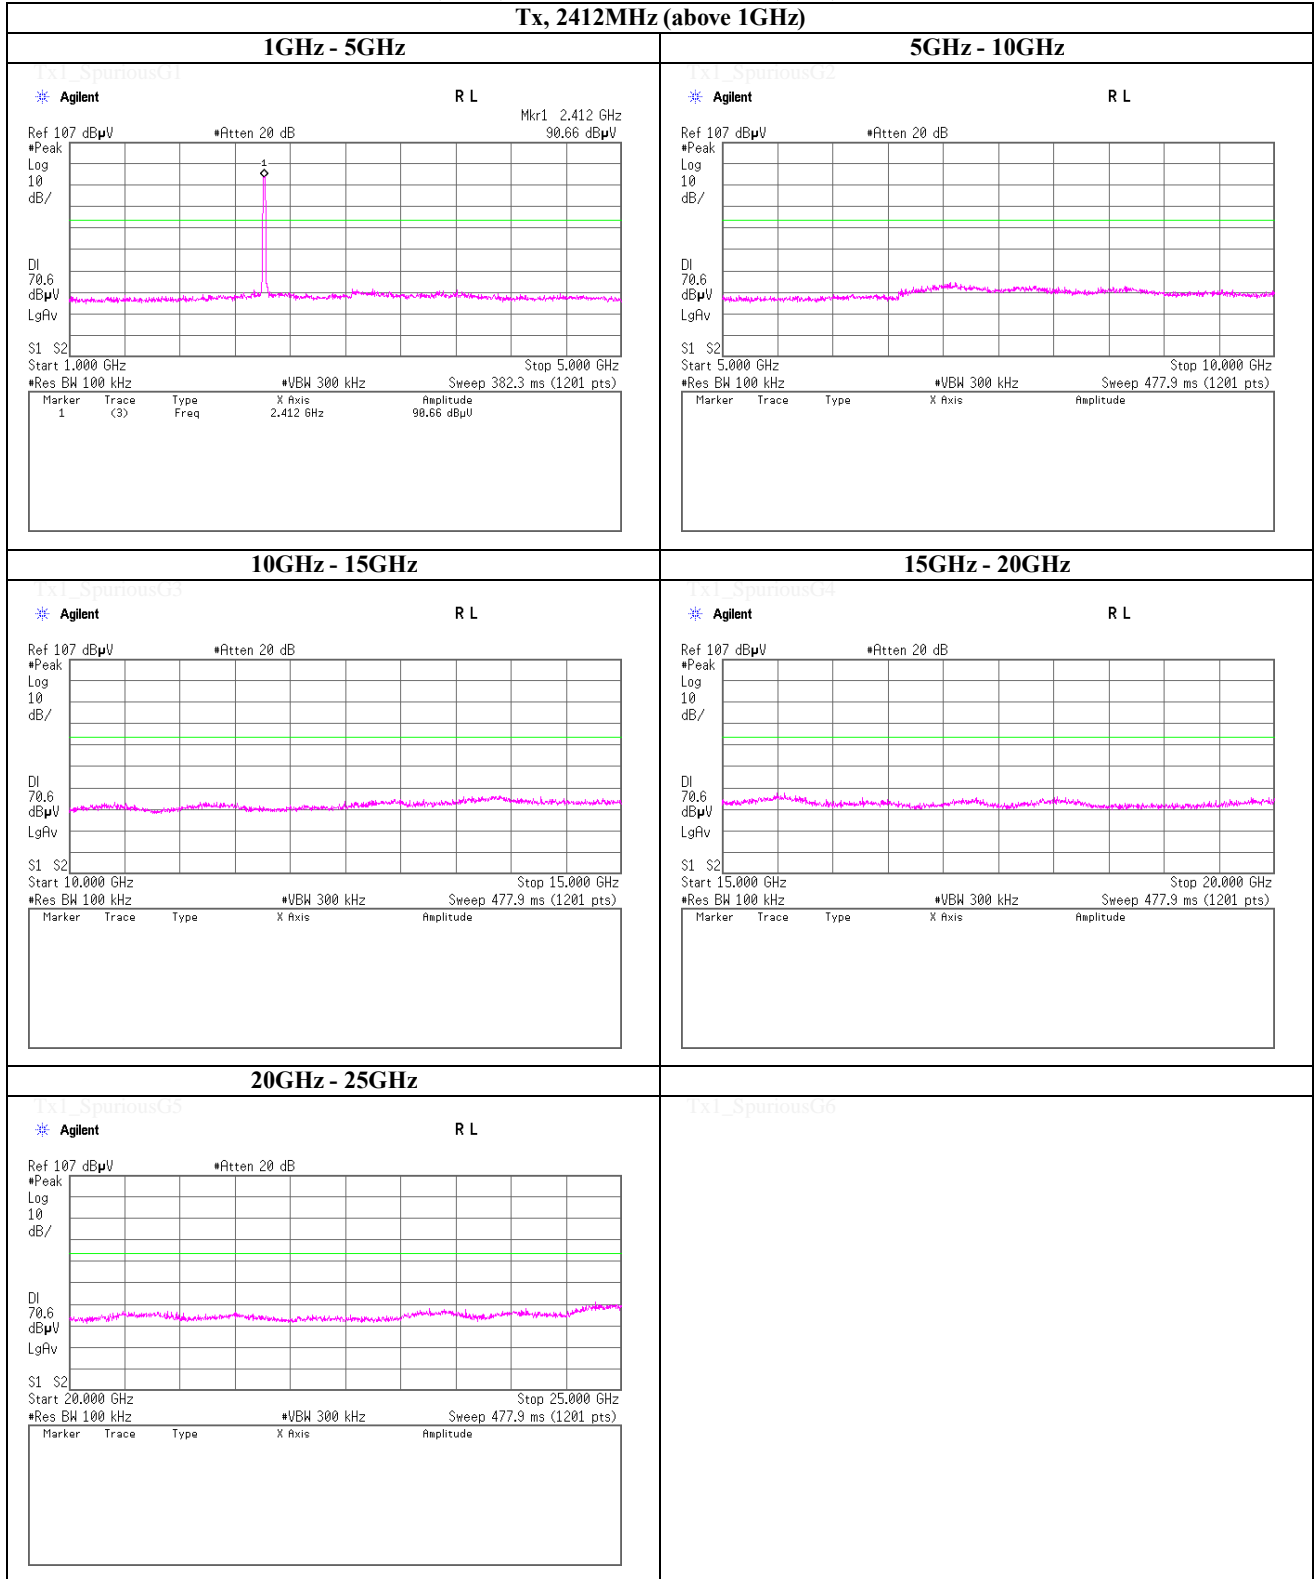 Tx, 2412MHz (above 1GHz)
1GHz - 5GHz
5GHz - 10GHz
Tx1_SpuriousG1
Agilent
R L
Mkr1 2.412 GHz
Ref 107 dBµV
#Atten 20 dB
90.66 dBµV
#Peak
Log
10
dB/
1
DI
70.6
dBµV
LgAv
S1 S2
Start 1.000 GHz
Stop 5.000 GHz
#Res BW 100 kHz
#VBW 300 kHz
Sweep 382.3 ms (1201 pts)
Marker Trace Type X Axis Amplitude
1 (3) Freq 2.412 GHz 90.66 dBµV
Tx1_SpuriousG2
Agilent
R L
Ref 107 dBµV
#Atten 20 dB
#Peak
Log
10
dB/
DI
70.6
dBµV
LgAv
S1 S2
Start 5.000 GHz
Stop 10.000 GHz
#Res BW 100 kHz
#VBW 300 kHz
Sweep 477.9 ms (1201 pts)
Marker Trace Type X Axis Amplitude
10GHz - 15GHz
15GHz - 20GHz
Tx1_SpuriousG3
Agilent
R L
Ref 107 dBµV
#Atten 20 dB
#Peak
Log
10
dB/
DI
70.6
dBµV
LgAv
S1 S2
Start 10.000 GHz
Stop 15.000 GHz
#Res BW 100 kHz
#VBW 300 kHz
Sweep 477.9 ms (1201 pts)
Marker Trace Type X Axis Amplitude
Tx1_SpuriousG4
Agilent
R L
Ref 107 dBµV
#Atten 20 dB
#Peak
Log
10
dB/
DI
70.6
dBµV
LgAv
S1 S2
Start 15.000 GHz
Stop 20.000 GHz
#Res BW 100 kHz
#VBW 300 kHz
Sweep 477.9 ms (1201 pts)
Marker Trace Type X Axis Amplitude
20GHz - 25GHz
Tx1_SpuriousG5
Agilent
R L
Ref 107 dBµV
#Atten 20 dB
#Peak
Log
10
dB/
DI
70.6
dBµV
LgAv
S1 S2
Start 20.000 GHz
Stop 25.000 GHz
#Res BW 100 kHz
#VBW 300 kHz
Sweep 477.9 ms (1201 pts)
Marker Trace Type X Axis Amplitude
Tx1_SpuriousG6